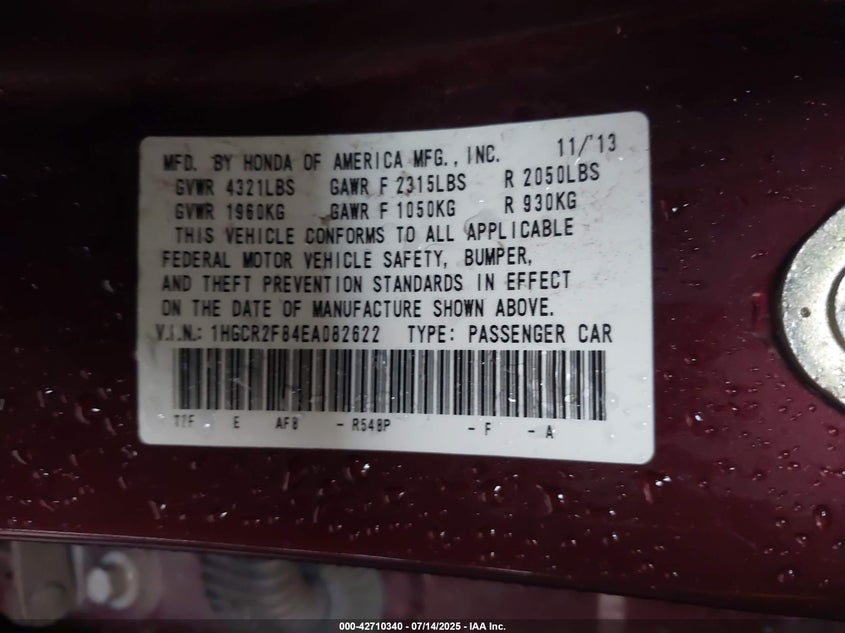 MFD. BY HONDA OF AMERICA MFG., INC. 11/'13
GVWR 4321LBS GAWR F 2315LBS R 2050LBS
GVWR 1960KG GAWR F 1050KG R 930KG
THIS VEHICLE CONFORMS TO ALL APPLICABLE
FEDERAL MOTOR VEHICLE SAFETY, BUMPER,
AND THEFT PREVENTION STANDARDS IN EFFECT
ON THE DATE OF MANUFACTURE SHOWN ABOVE.
V.I.N.: 1HGCR2F84EA082622 TYPE: PASSENGER CAR
T2F E AF8 - R548P - F - A
000-42710340 | 07/14/2025 - IAA Inc.